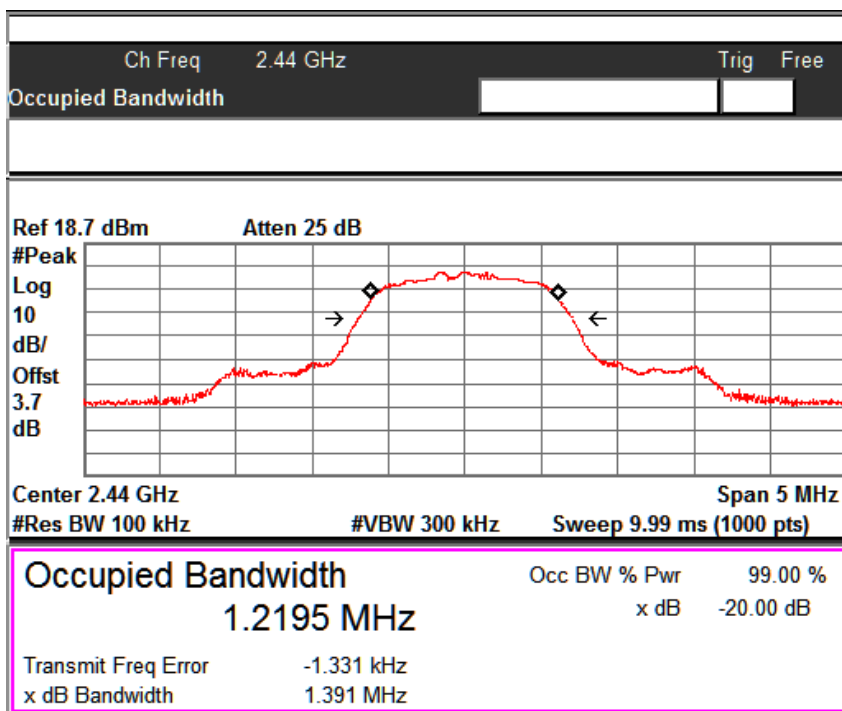 Ch Freq 2.44 GHz Trig Free
Occupied Bandwidth
Ref 18.7 dBm Atten 25 dB
#Peak
Log
10
dB/
Offst
3.7
dB
Center 2.44 GHz Span 5 MHz
#Res BW 100 kHz #VBW 300 kHz Sweep 9.99 ms (1000 pts)
Occupied Bandwidth Occ BW % Pwr 99.00 %
1.2195 MHz x dB -20.00 dB
Transmit Freq Error -1.331 kHz
x dB Bandwidth 1.391 MHz